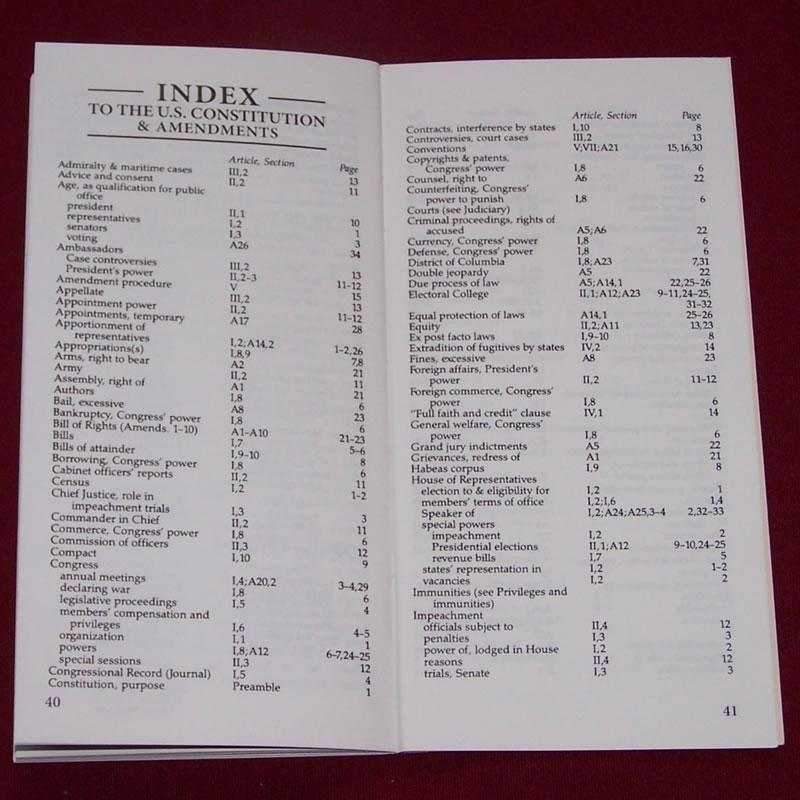 INDEX
TO THE U.S. CONSTITUTION
& AMENDMENTS
Article, Section Page
Admiralty & maritime cases III,2 13
Advice and consent II,2 11
Age, as qualification for public
office
president II,1 10
representatives I,2 1
senators I,3 3
voting A26 34
Ambassadors
Case controversies III,2 13
President's power II,2-3 11-12
Amendment procedure V 15
Appellate III,2 13
Appointment power II,2 11-12
Appointments, temporary A17 28
Apportionment of
representatives I,2;A14,2 1-2,26
Appropriations(s) I,8,9 7,8
Arms, right to bear A2 21
Army II,2 11
Assembly, right of A1 21
Authors I,8 6
Bail, excessive A8 23
Bankruptcy, Congress' power I,8 6
Bill of Rights (Amends. 1-10) A1-A10 21-23
Bills I,7 5-6
Bills of attainder I,9-10 8
Borrowing, Congress' power I,8 6
Cabinet officers' reports II,2 11
Census I,2 1-2
Chief Justice, role in
impeachment trials I,3 3
Commander in Chief II,2 11
Commerce, Congress' power I,8 6
Commission of officers II,3 12
Compact I,10 9
Congress
annual meetings I,4;A20,2 3-4,29
declaring war I,8 6
legislative proceedings I,5 4
members' compensation and
privileges I,6 4-5
organization I,1
powers I,8;A12 6-7,24-25
special sessions II,3 12
Congressional Record (Journal) I,5 4
Constitution, purpose Preamble 1
40
Article, Section Page
Contracts, interference by states I,10 8
Controversies, court cases III,2 13
Conventions V;VII;A21 15,16,30
Copyrights & patents,
Congress' power I,8 6
Counsel, right to A6 22
Counterfeiting, Congress'
power to punish I,8 6
Courts (see Judiciary)
Criminal proceedings, rights of
accused A5;A6 22
Currency, Congress' power I,8 6
Defense, Congress' power I,8 6
District of Columbia I,8;A23 7,31
Double jeopardy A5 22
Due process of law A5;A14,1 22,25-26
Electoral College II,1;A12;A23 9-11,24-25,
31-32
Equal protection of laws A14,1 25-26
Equity II,2;A11 13,23
Ex post facto laws I,9-10 8
Extradition of fugitives by states IV,2 14
Fines, excessive A8 23
Foreign affairs, President's
power II,2 11-12
Foreign commerce, Congress'
power I,8 6
"Full faith and credit" clause IV,1 14
General welfare, Congress'
power I,8 6
Grand jury indictments A5 22
Grievances, redress of A1 21
Habeas corpus I,9 8
House of Representatives
election to & eligibility for I,2 1
members' terms of office I,2;I,6 1,4
Speaker of I,2;A24;A25,3-4 2,32-33
special powers
impeachment I,2 2
Presidential elections II,1;A12 9-10,24-25
revenue bills I,7 5
states' representation in I,2 1-2
vacancies I,2 2
Immunities (see Privileges and
immunities)
Impeachment
officials subject to II,4 12
penalties I,3 3
power of, lodged in House I,2 2
reasons II,4 12
trials, Senate I,3 3
41